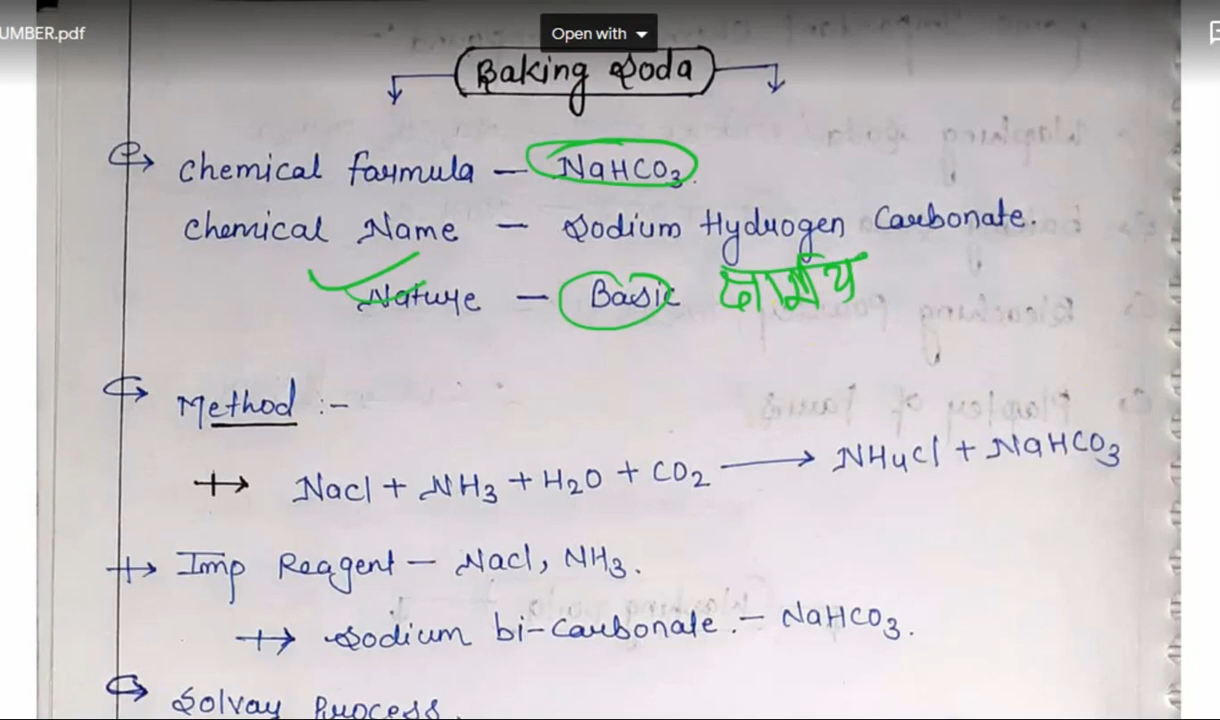 UMBER.pdf
Open with
Baking Soda
Chemical Formula - NaHCO3.
Chemical Name - Sodium Hydrogen Carbonate.
Nature - Basic क्षारीय
Method :-
NaCl + NH3 + H2O + CO2 → NH4Cl + NaHCO3
Imp Reagent - NaCl, NH3.
Sodium bi-carbonate. - NaHCO3.
Solvay Process.